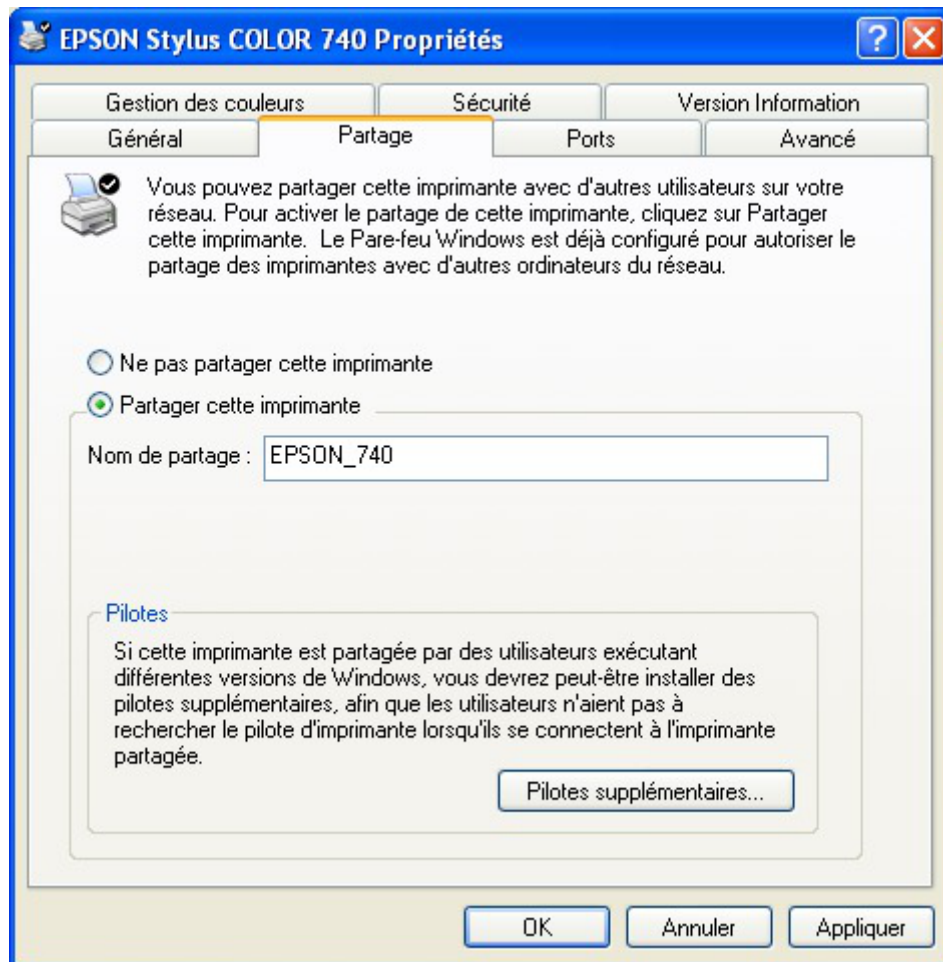 EPSON Stylus COLOR 740 Propriétés
?
Gestion des couleurs
Sécurité
Version Information
Général
Partage
Ports
Avancé
Vous pouvez partager cette imprimante avec d'autres utilisateurs sur votre
réseau. Pour activer le partage de cette imprimante, cliquez sur Partager
cette imprimante. Le Pare-feu Windows est déjà configuré pour autoriser le
partage des imprimantes avec d'autres ordinateurs du réseau.
Ne pas partager cette imprimante
Partager cette imprimante
Nom de partage : EPSON_740
Pilotes
Si cette imprimante est partagée par des utilisateurs exécutant
différentes versions de Windows, vous devrez peut-être installer des
pilotes supplémentaires, afin que les utilisateurs n'aient pas à
rechercher le pilote d'imprimante lorsqu'ils se connectent à l'imprimante
partagée.
Pilotes supplémentaires...
OK
Annuler
Appliquer